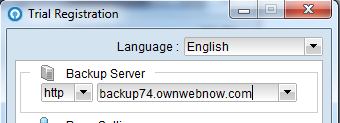 Trial Registration
Language : English
Backup Server
http backup74.ownwebnow.com